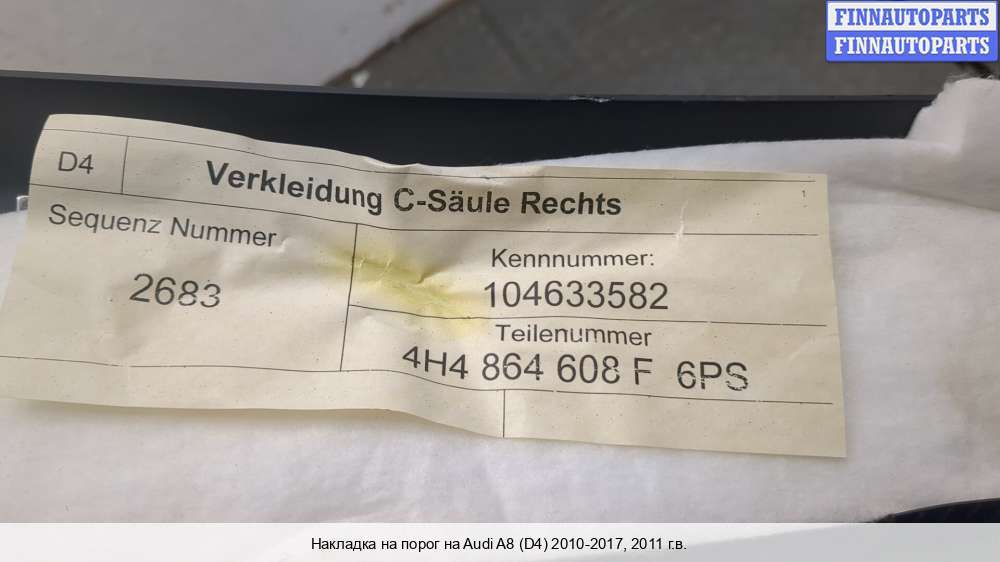 FINNAUTOPARTS
FINNAUTOPARTS
D4
Verkleidung C-Säule Rechts
1
Sequenz Nummer
2683
Kennnummer:
104633582
Teilenummer
4H4 864 608 F 6PS
Накладка на порог на Audi A8 (D4) 2010-2017, 2011 г.в.